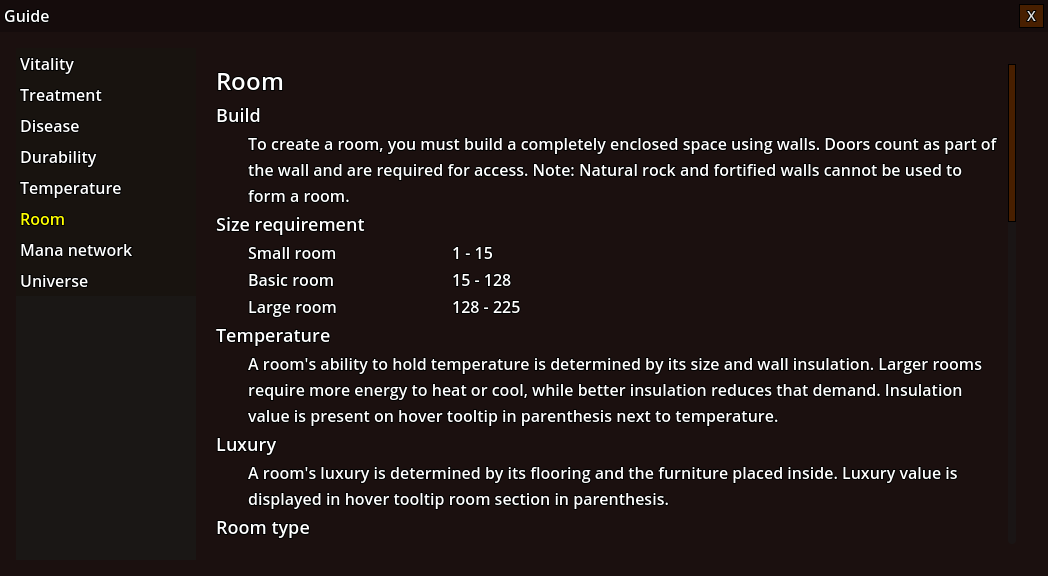 Guide
X
Vitality
Treatment
Disease
Durability
Temperature
Room
Mana network
Universe
Room
Build
To create a room, you must build a completely enclosed space using walls. Doors count as part of
the wall and are required for access. Note: Natural rock and fortified walls cannot be used to
form a room.
Size requirement
Small room 1 - 15
Basic room 15 - 128
Large room 128 - 225
Temperature
A room's ability to hold temperature is determined by its size and wall insulation. Larger rooms
require more energy to heat or cool, while better insulation reduces that demand. Insulation
value is present on hover tooltip in parenthesis next to temperature.
Luxury
A room's luxury is determined by its flooring and the furniture placed inside. Luxury value is
displayed in hover tooltip room section in parenthesis.
Room type